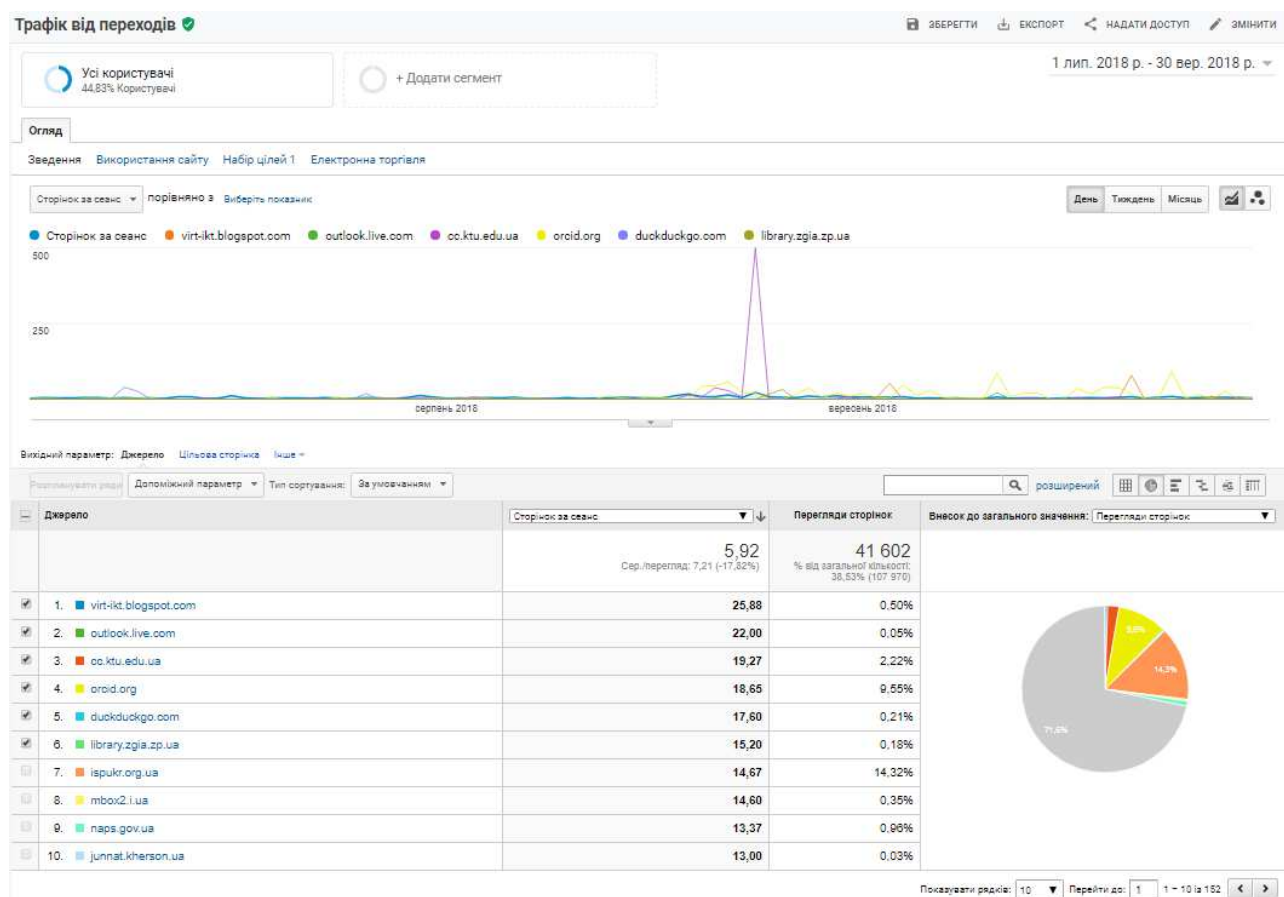 Трафік від переходів
ЗБЕРЕГТИ ЕКСПОРТ НАДАТИ ДОСТУП ЗМІНИТИ
Усі користувачі
44,83% Користувачі
+ Додати сегмент
1 лип. 2018 р. - 30 вер. 2018 р.
Огляд
Зведення Використання сайту Набір цілей 1 Електронна торгівля
Сторінок за сеанс порівняно з Виберіть показник
День Тиждень Місяць
Сторінок за сеанс virt-ikt.blogspot.com outlook.live.com cc.ktu.edu.ua orcid.org duckduckgo.com library.zgia.zp.ua
500
250
серпень 2018 вересень 2018
Вихідний параметр: Джерело Цільова сторінка Інше
Розташувати ряди Допоміжний параметр Тип сортування: За умовчанням
розширений
Джерело Сторінок за сеанс Перегляди сторінок Внесок до загального значення: Перегляди сторінок
5,92 41 602
Сер./перегляд: 7,21 (-17,82%) % від загальної кількості:
38,53% (107 970)
1. virt-ikt.blogspot.com 25,88 0,50%
2. outlook.live.com 22,00 0,05%
3. cc.ktu.edu.ua 19,27 2,22%
4. orcid.org 18,65 9,55%
5. duckduckgo.com 17,60 0,21%
6. library.zgia.zp.ua 15,20 0,18%
7. ispukr.org.ua 14,67 14,32%
8. mbox2.i.ua 14,60 0,35%
9. naps.gov.ua 13,37 0,96%
10. junnat.kherson.ua 13,00 0,03%
14,3%
71,6%
Показувати рядків: 10 Перейти до: 1 1 – 10 із 152